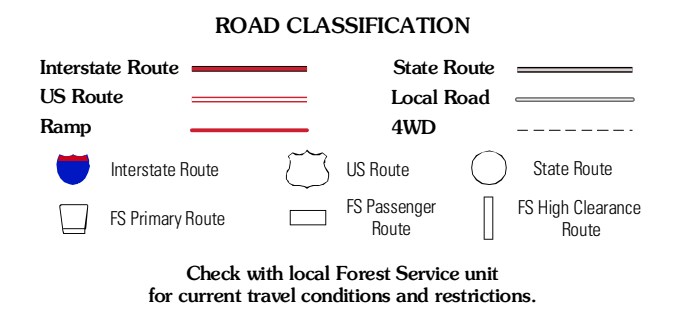 ROAD CLASSIFICATION
Interstate Route
State Route
US Route
Local Road
Ramp
4WD
Interstate Route
US Route
State Route
FS Primary Route
FS Passenger
Route
FS High Clearance
Route
Check with local Forest Service unit
for current travel conditions and restrictions.